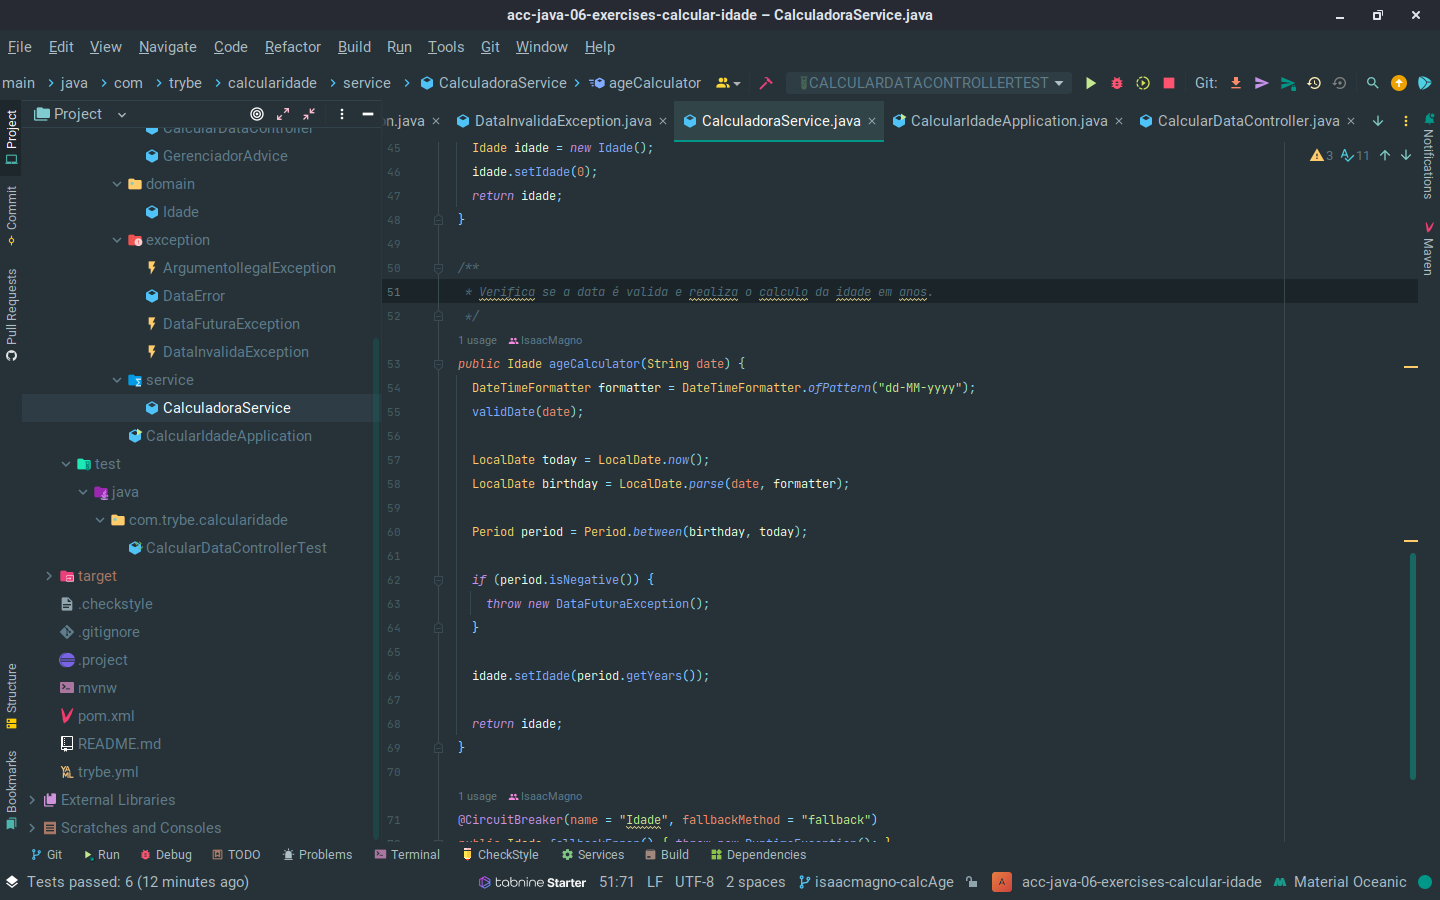 acc-java-06-exercises-calcular-idade – CalculadoraService.java
File Edit View Navigate Code Refactor Build Run Tools Git Window Help
main java com trybe calcularidade service CalculadoraService ageCalculator CALCULARDATACONTROLLERTEST Git:
Project
on.java DataInvalidaException.java CalculadoraService.java CalcularIdadeApplication.java CalcularDataController.java
Project
Commit
Pull Requests
Structure
Bookmarks
CalcularDataController
GerenciadorAdvice
domain
Idade
exception
ArgumentoIlegalException
DataError
DataFuturaException
DataInvalidaException
service
CalculadoraService
CalcularIdadeApplication
test
java
com.trybe.calcularidade
CalcularDataControllerTest
target
.checkstyle
.gitignore
.project
mvnw
pom.xml
README.md
trybe.yml
External Libraries
Scratches and Consoles
3 11
45 Idade idade = new Idade();
46 idade.setIdade(0);
47 return idade;
48 }
49
50 /**
51 * Verifica se a data é valida e realiza o calculo da idade em anos.
52 */
1 usage IsaacMagno
53 public Idade ageCalculator(String date) {
54 DateTimeFormatter formatter = DateTimeFormatter.ofPattern("dd-MM-yyyy");
55 validDate(date);
56
57 LocalDate today = LocalDate.now();
58 LocalDate birthday = LocalDate.parse(date, formatter);
59
60 Period period = Period.between(birthday, today);
61
62 if (period.isNegative()) {
63 throw new DataFuturaException();
64 }
65
66 idade.setIdade(period.getYears());
67
68 return idade;
69 }
70
1 usage IsaacMagno
71 @CircuitBreaker(name = "Idade", fallbackMethod = "fallback")
public Idade fallbackError() { throw new RuntimeException(); }
Notifications
Maven
Git Run Debug TODO Problems Terminal CheckStyle Services Build Dependencies
Tests passed: 6 (12 minutes ago) tabnine Starter 51:71 LF UTF-8 2 spaces isaacmagno-calcAge A acc-java-06-exercises-calcular-idade Material Oceanic